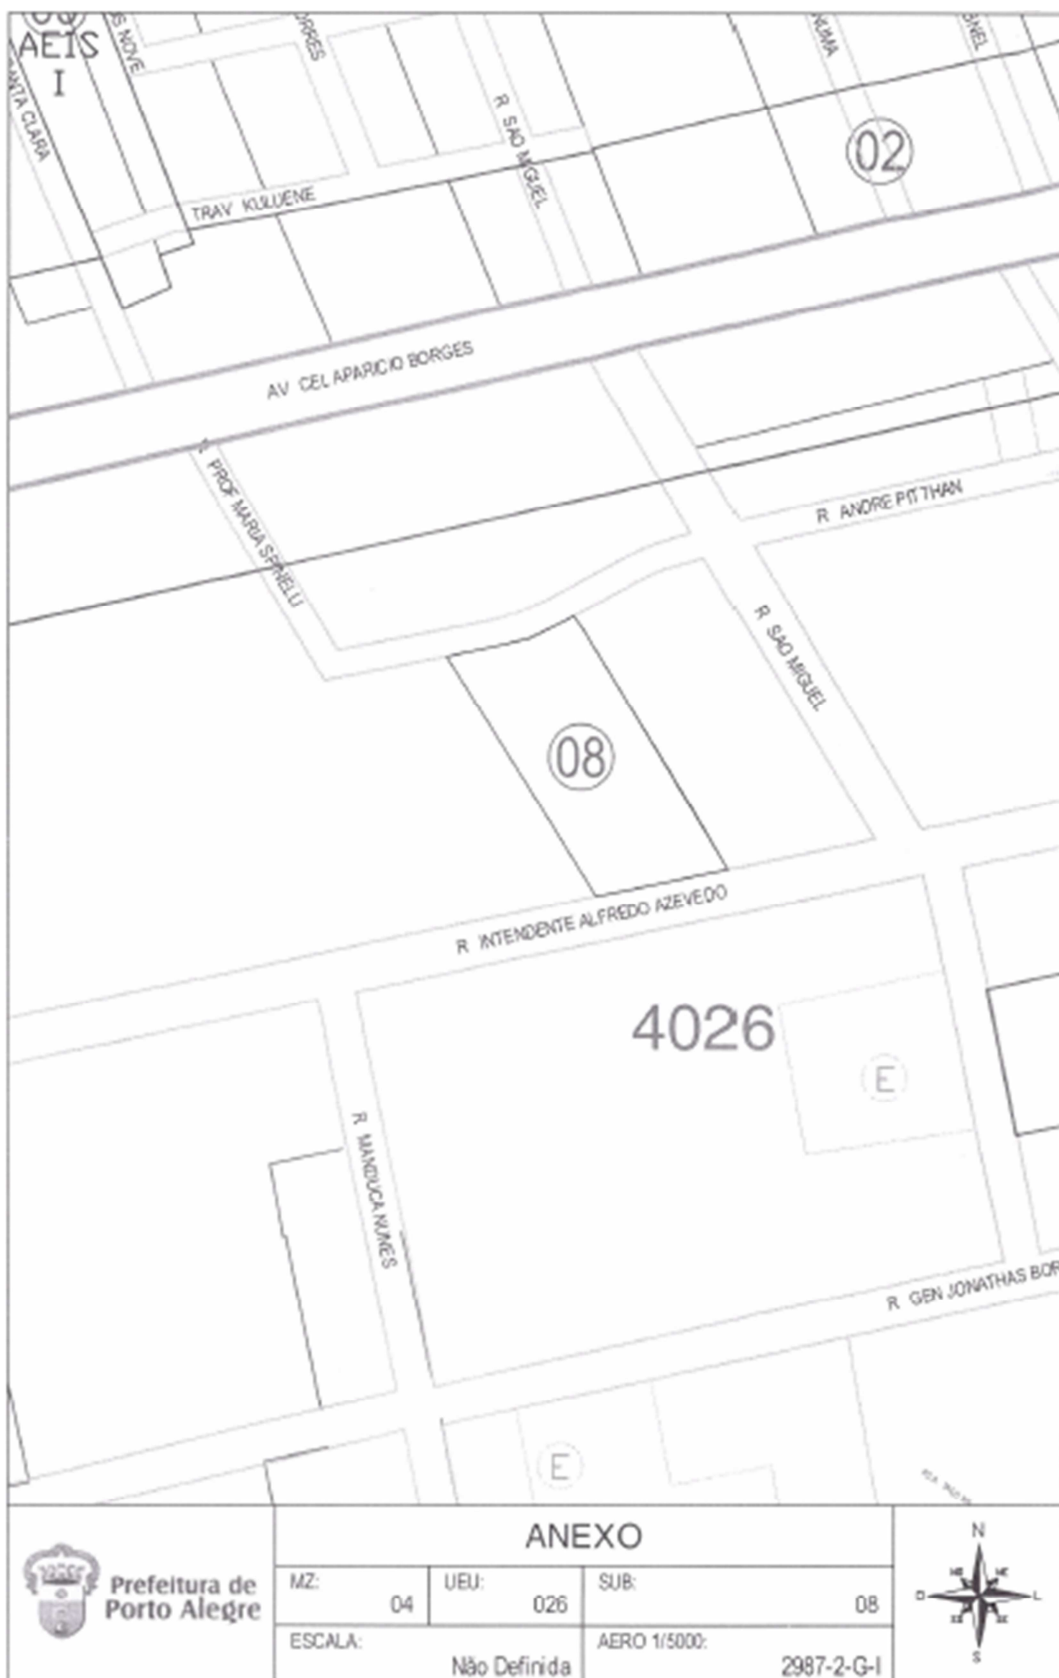 AEIS
I
SANTA CLARA
S NOVE
ORRES
R SAO MIGUEL
02
TRAV KULUENE
AV CEL APARICIO BORGES
R PROF MARIA SPINELLI
R ANDRE PITTHAN
R SAO MIGUEL
08
R INTENDENTE ALFREDO AZEVEDO
4026
E
R MANDUCA NUNES
R GEN JONATHAS BOR
E
ANEXO
Prefeitura de
Porto Alegre
MZ: 04 UEU: 026 SUB: 08
ESCALA: Não Definida AERO 1/5000: 2987-2-G-I
N
O L
S